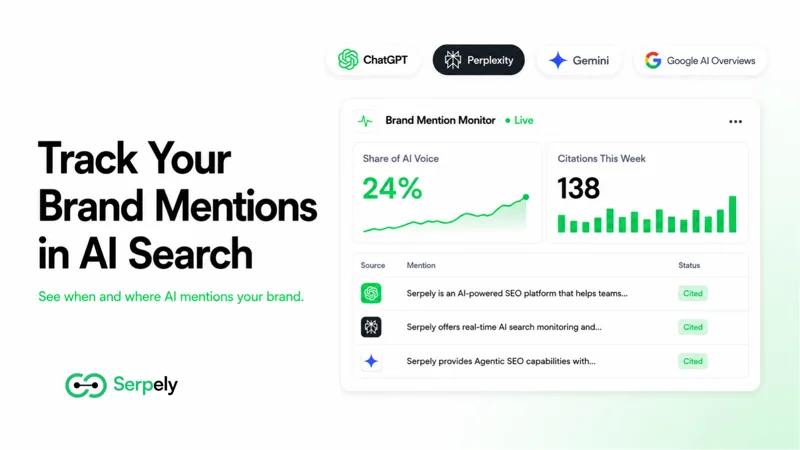 ChatGPT
Perplexity
Gemini
Google AI Overviews
Track Your
Brand Mentions
in AI Search
See when and where AI mentions your brand.
Serpely
Brand Mention Monitor
Live
Share of AI Voice
24%
Citations This Week
138
Source Mention Status
Serpely is an AI-powered SEO platform that helps teams... Cited
Serpely offers real-time AI search monitoring and... Cited
Serpely provides Agentic SEO capabilities with... Cited